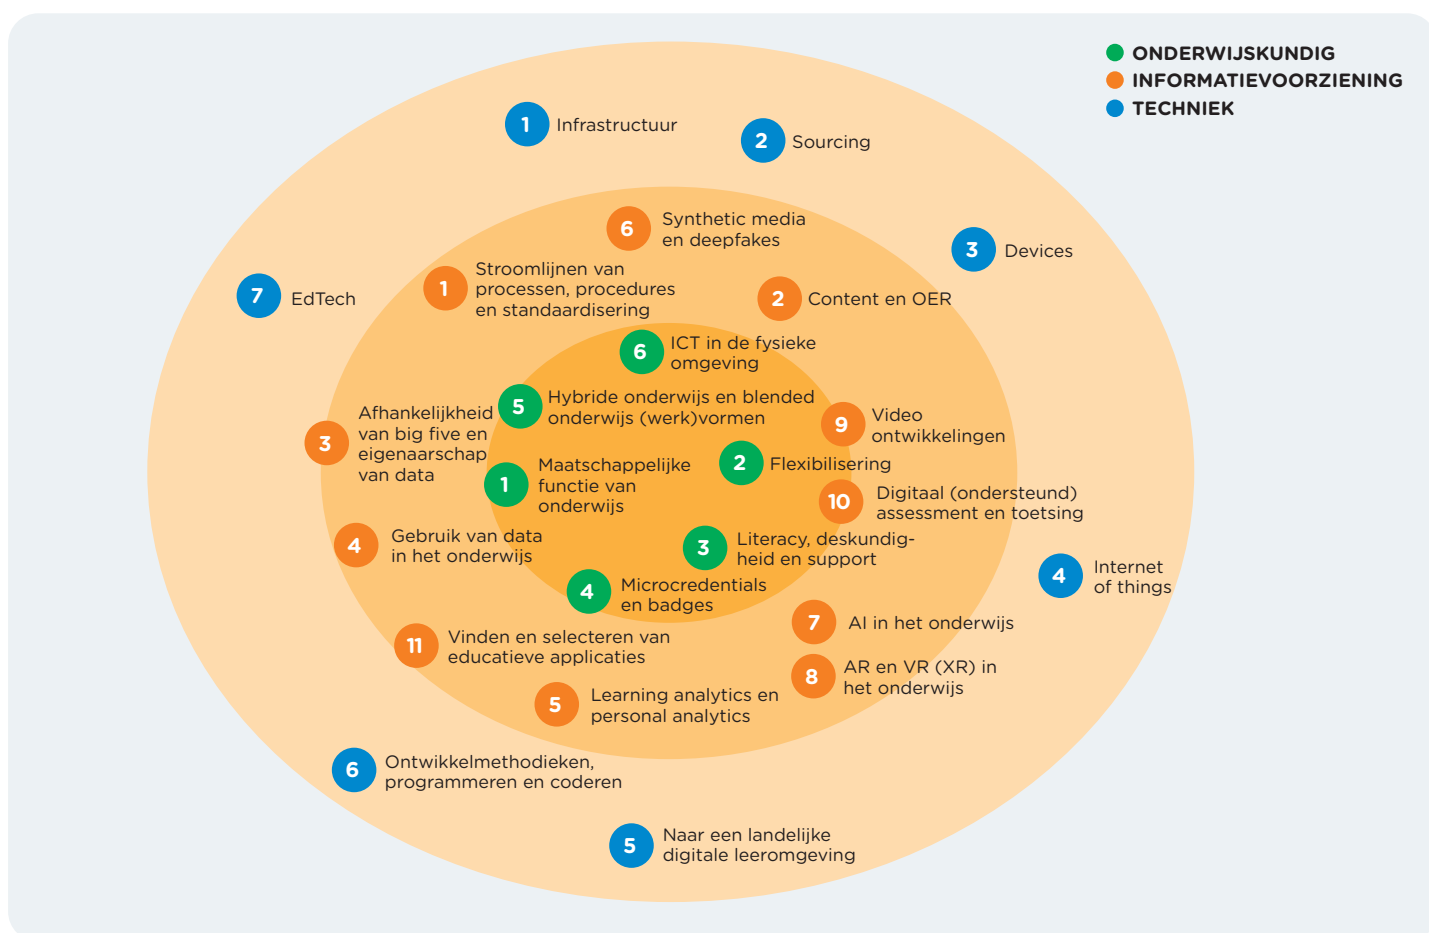 ONDERWIJSKUNDIG
INFORMATIEVOORZIENING
TECHNIEK
1 Infrastructuur
2 Sourcing
3 Devices
7 EdTech
6 Synthetic media
en deepfakes
1 Stroomlijnen van
processen, procedures
en standaardisering
2 Content en OER
6 ICT in de fysieke
omgeving
5 Hybride onderwijs en blended
onderwijs (werk)vormen
3 Afhankelijkheid
van big five en
eigenaarschap
van data
9 Video
ontwikkelingen
1 Maatschappelijke
functie van
onderwijs
2 Flexibilisering
10 Digitaal (ondersteund)
assessment en toetsing
4 Gebruik van data
in het onderwijs
3 Literacy, deskundig-
heid en support
4 Internet
of things
4 Microcredentials
en badges
7 AI in het onderwijs
11 Vinden en selecteren van
educatieve applicaties
8 AR en VR (XR) in
het onderwijs
5 Learning analytics en
personal analytics
6 Ontwikkelmethodieken,
programmeren en coderen
5 Naar een landelijke
digitale leeromgeving